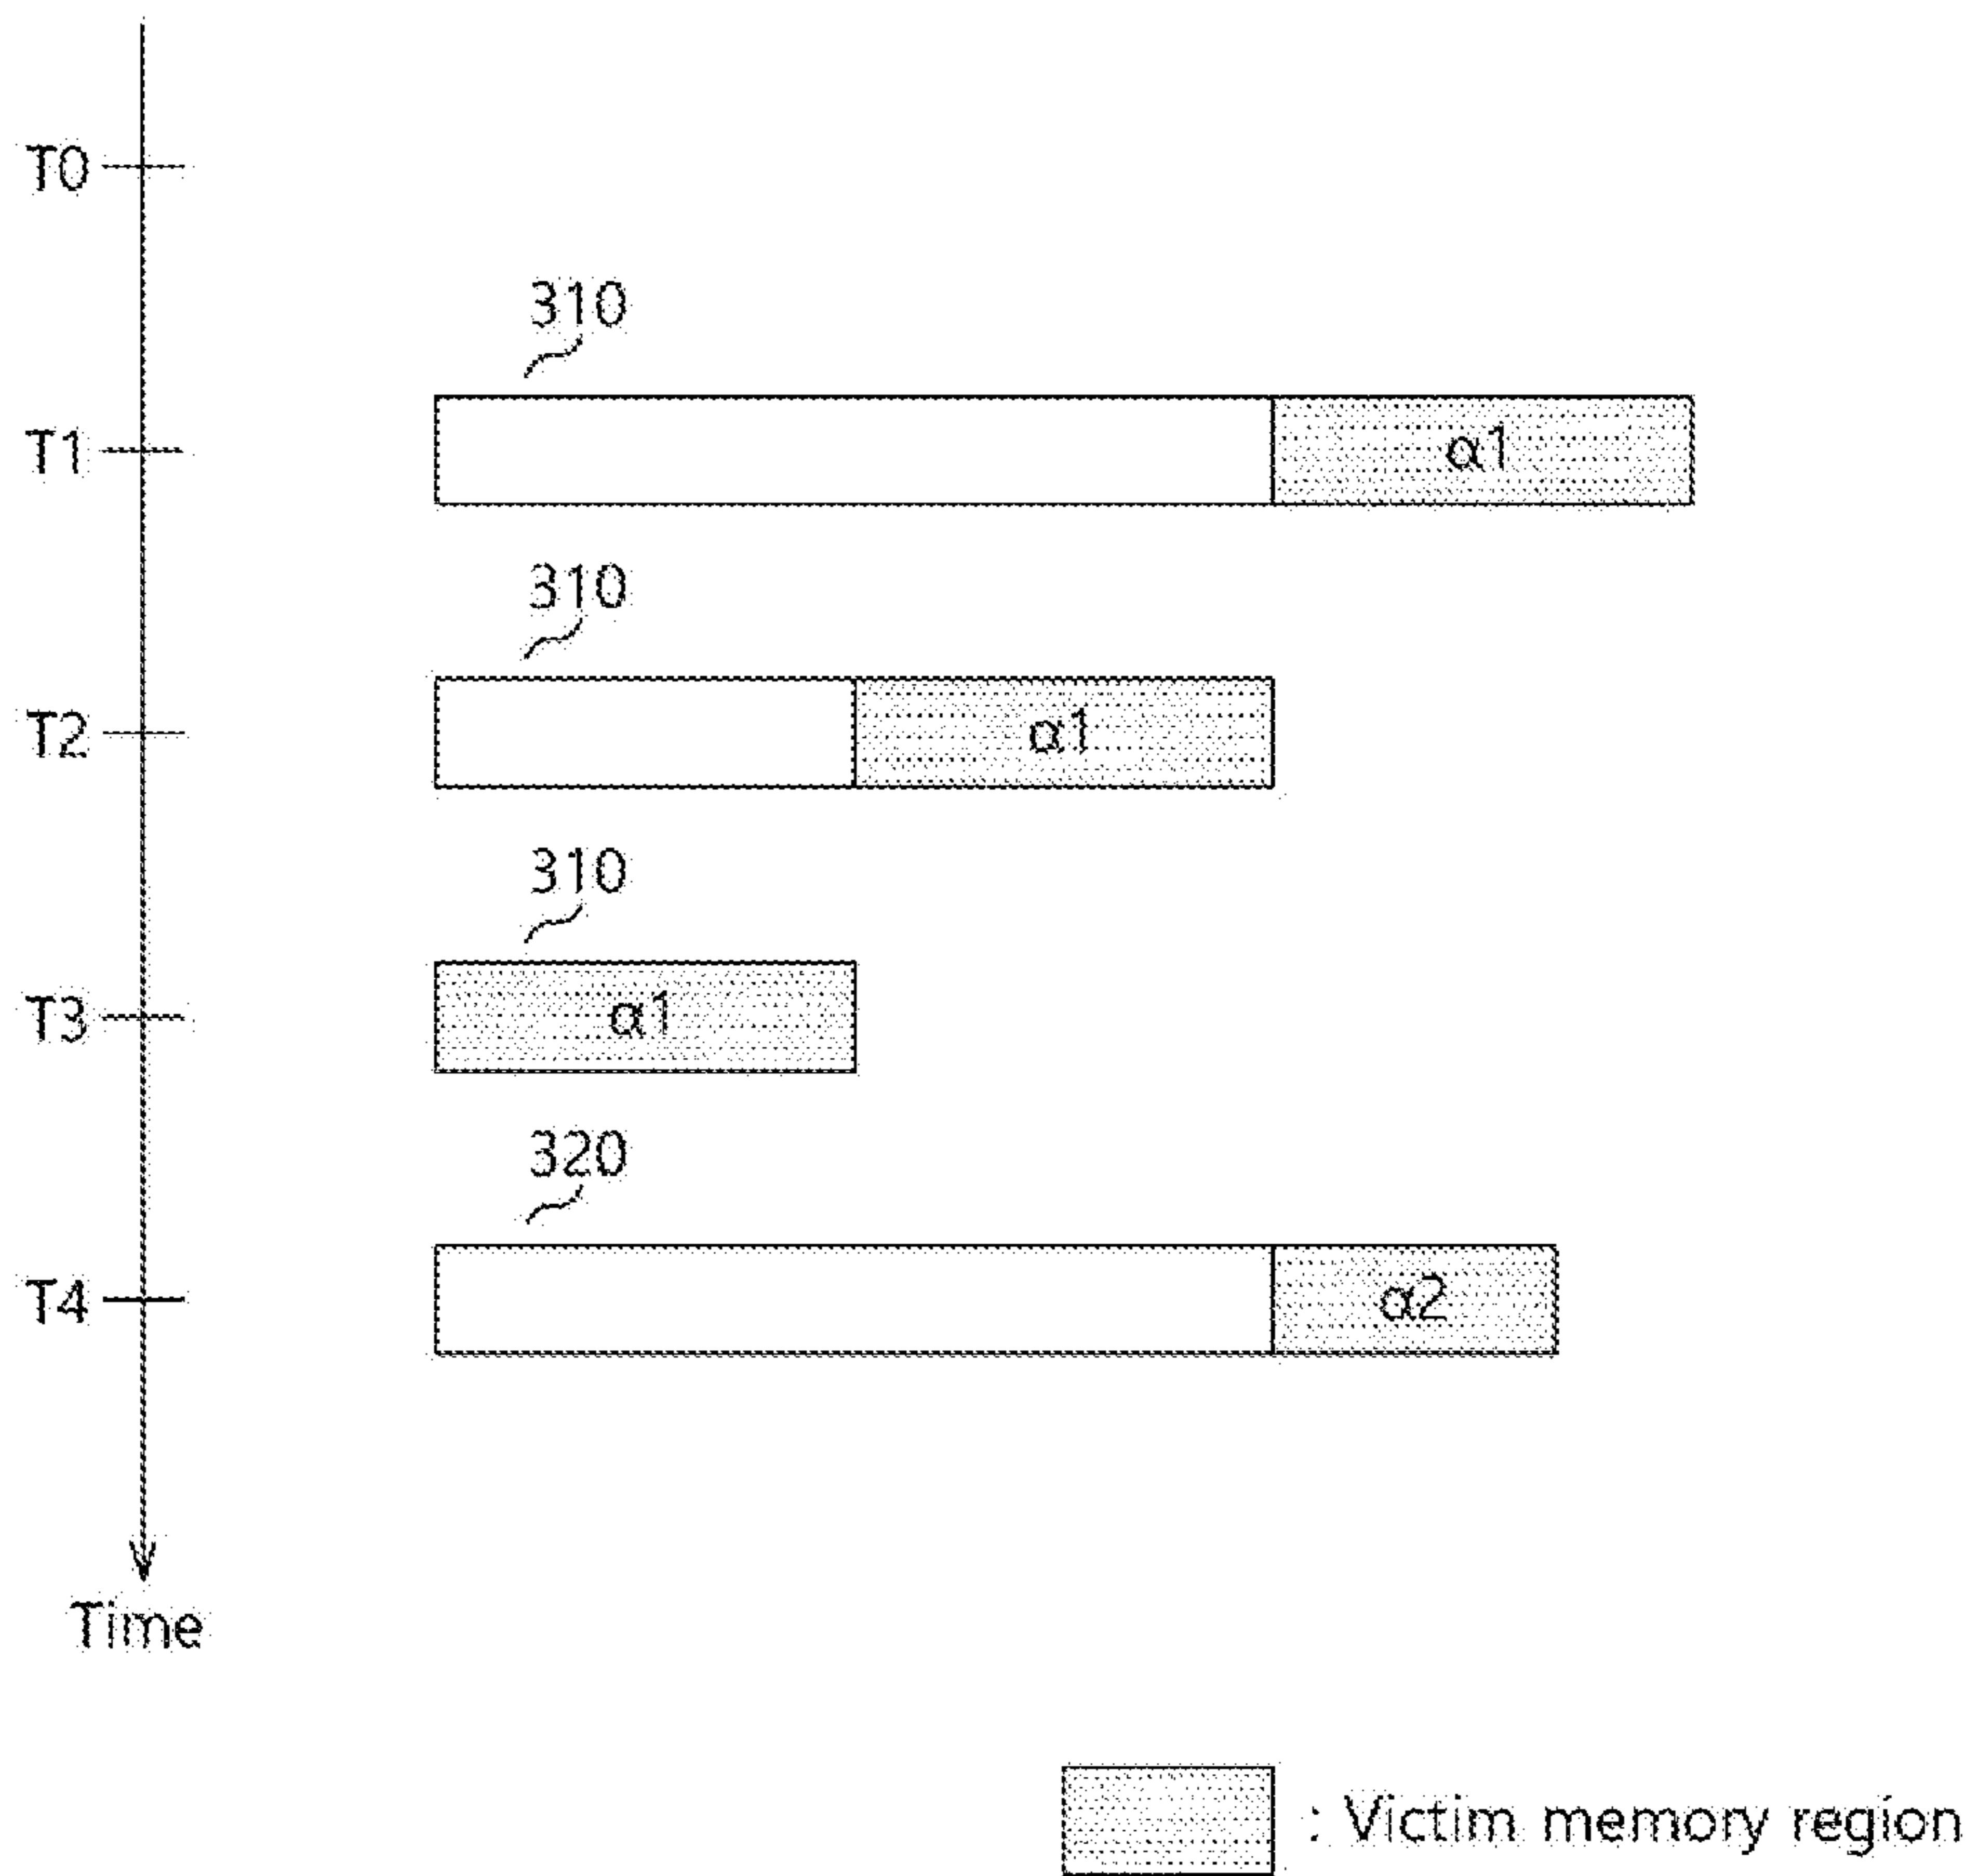 T0
310
T1
α1
310
T2
α1
310
T3
α1
320
T4
α2
Time
: Victim memory region